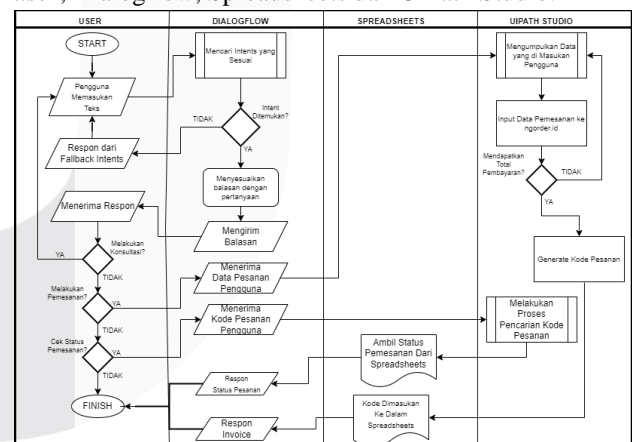 USER
DIALOGFLOW
SPREADSHEETS
UIPATH STUDIO
START
Pengguna
Memasukan
Teks
Respon dari
Fallback Intents
Menerima Respon
Melakukan
Konsultasi?
YA
TIDAK
Melakukan
Pemesanan?
YA
TIDAK
Cek Status
Pemesanan?
YA
TIDAK
FINISH
Mencari Intents yang
Sesuai
Intent
Ditemukan?
TIDAK
YA
Menyesuaikan
balasan dengan
pertanyaan
Mengirim
Balasan
Menerima
Data Pesanan
Pengguna
Menerima
Kode Pesanan
Pengguna
Respon
Status Pesanan
Respon
Invoice
Ambil Status
Pemesanan Dari
Spreadsheets
Kode Dimasukan
Ke Dalam
Spreadsheets
Mengumpulkan Data
yang di Masukan
Pengguna
Input Data Pemesanan ke
ngorder.id
Mendapatkan
Total
Pembayaran?
TIDAK
YA
Generate Kode Pesanan
Melakukan
Proses
Pencarian Kode
Pesanan